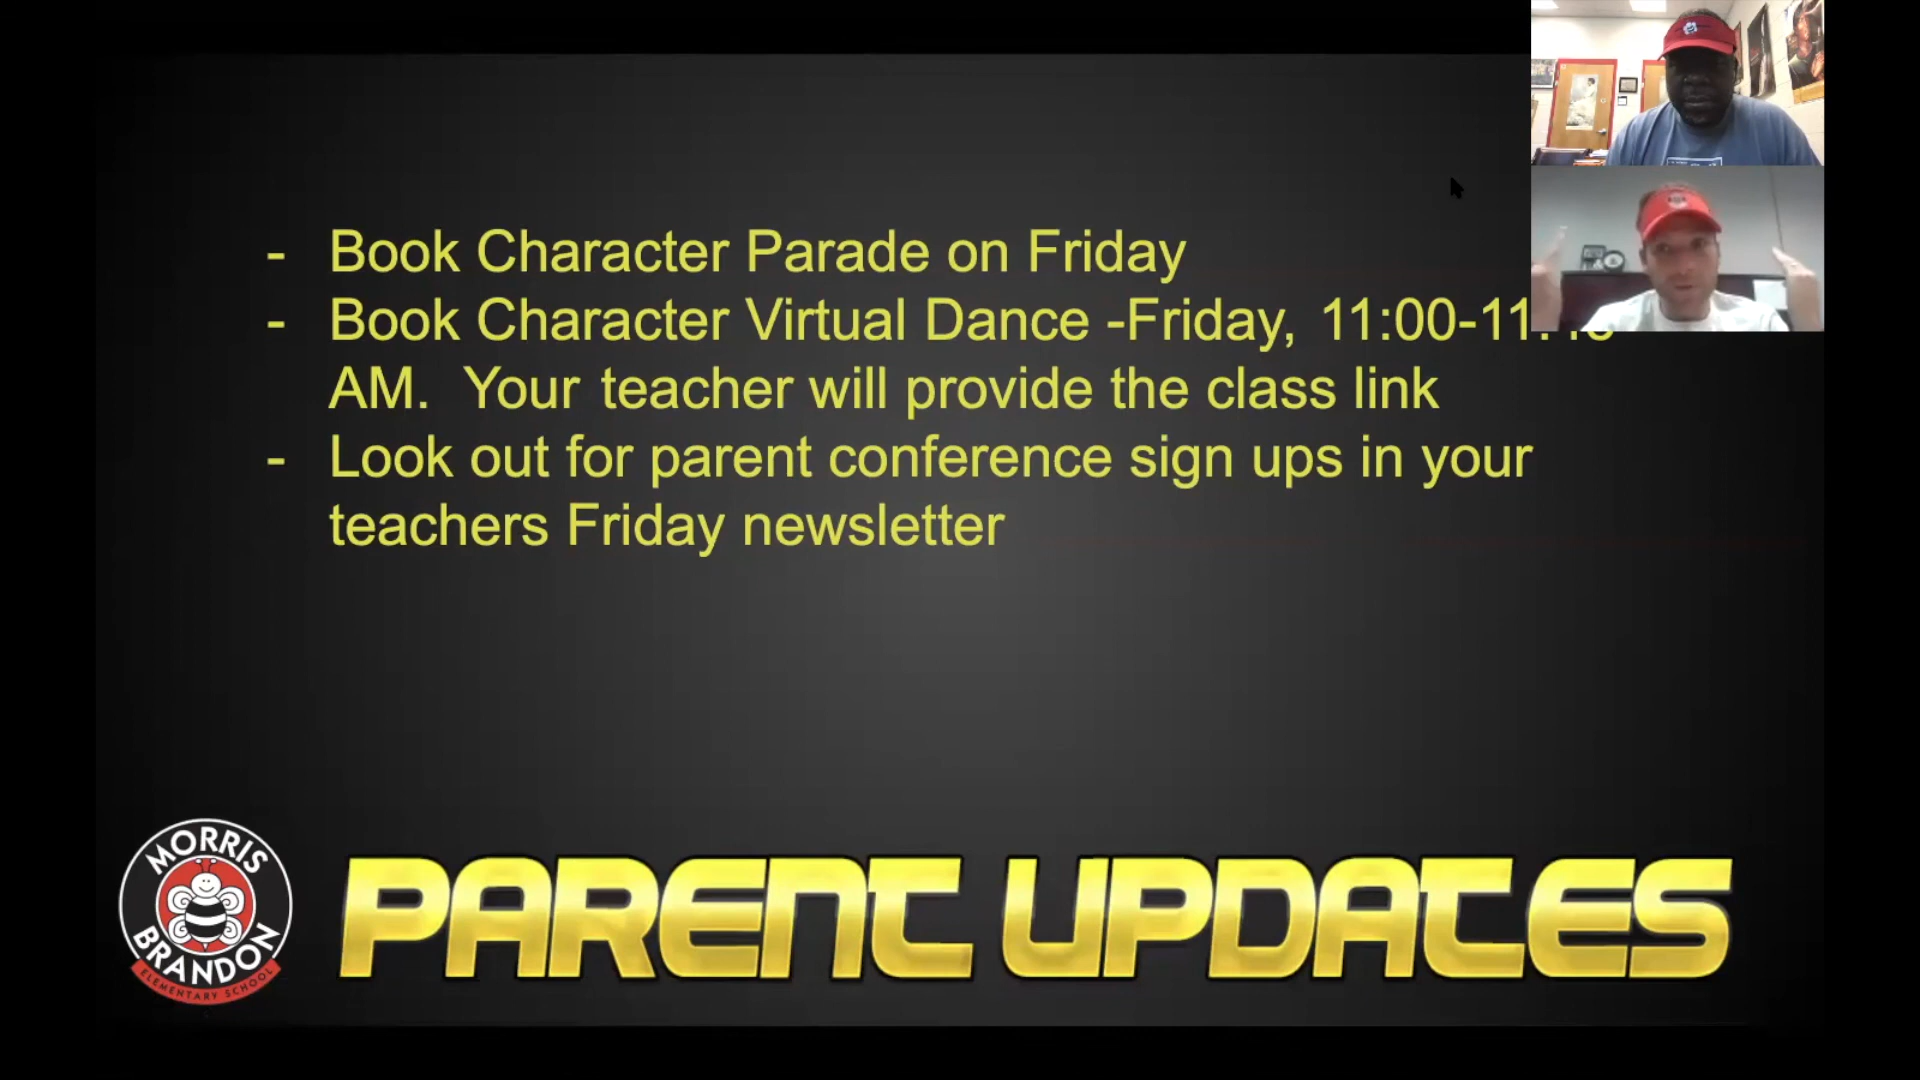 - Book Character Parade on Friday
- Book Character Virtual Dance -Friday, 11:00-11:
AM. Your teacher will provide the class link
- Look out for parent conference sign ups in your
teachers Friday newsletter
MORRIS
BRANDON
ELEMENTARY SCHOOL
PARENT UPDATES